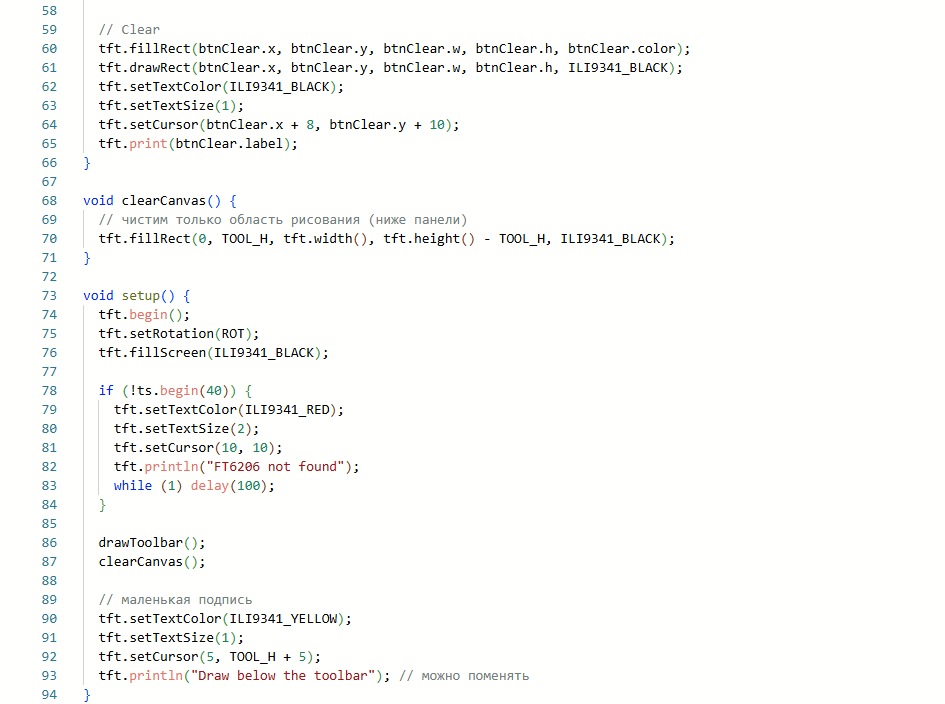 58
59 // Clear
60 tft.fillRect(btnClear.x, btnClear.y, btnClear.w, btnClear.h, btnClear.color);
61 tft.drawRect(btnClear.x, btnClear.y, btnClear.w, btnClear.h, ILI9341_BLACK);
62 tft.setTextColor(ILI9341_BLACK);
63 tft.setTextSize(1);
64 tft.setCursor(btnClear.x + 8, btnClear.y + 10);
65 tft.print(btnClear.label);
66 }
67
68 void clearCanvas() {
69 // чистим только область рисования (ниже панели)
70 tft.fillRect(0, TOOL_H, tft.width(), tft.height() - TOOL_H, ILI9341_BLACK);
71 }
72
73 void setup() {
74 tft.begin();
75 tft.setRotation(ROT);
76 tft.fillScreen(ILI9341_BLACK);
77
78 if (!ts.begin(40)) {
79 tft.setTextColor(ILI9341_RED);
80 tft.setTextSize(2);
81 tft.setCursor(10, 10);
82 tft.println("FT6206 not found");
83 while (1) delay(100);
84 }
85
86 drawToolbar();
87 clearCanvas();
88
89 // маленькая подпись
90 tft.setTextColor(ILI9341_YELLOW);
91 tft.setTextSize(1);
92 tft.setCursor(5, TOOL_H + 5);
93 tft.println("Draw below the toolbar"); // можно поменять
94 }